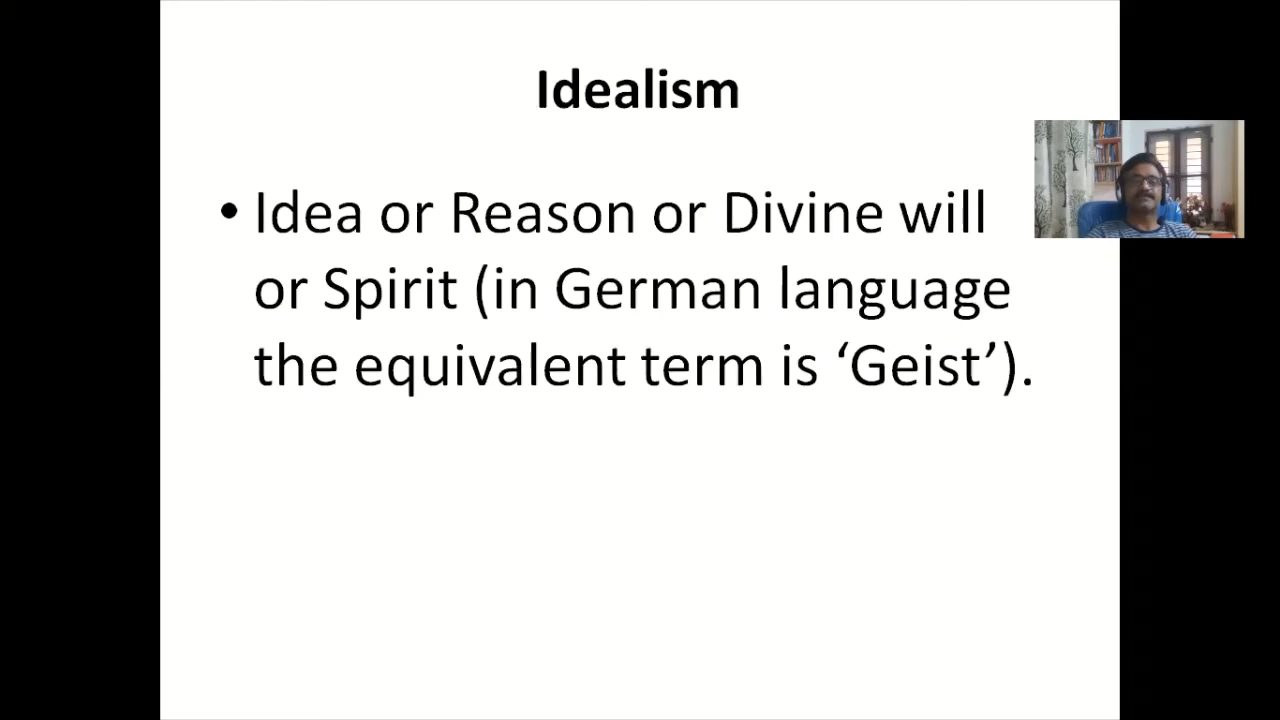 Idealism
• Idea or Reason or Divine will
or Spirit (in German language
the equivalent term is ‘Geist’).